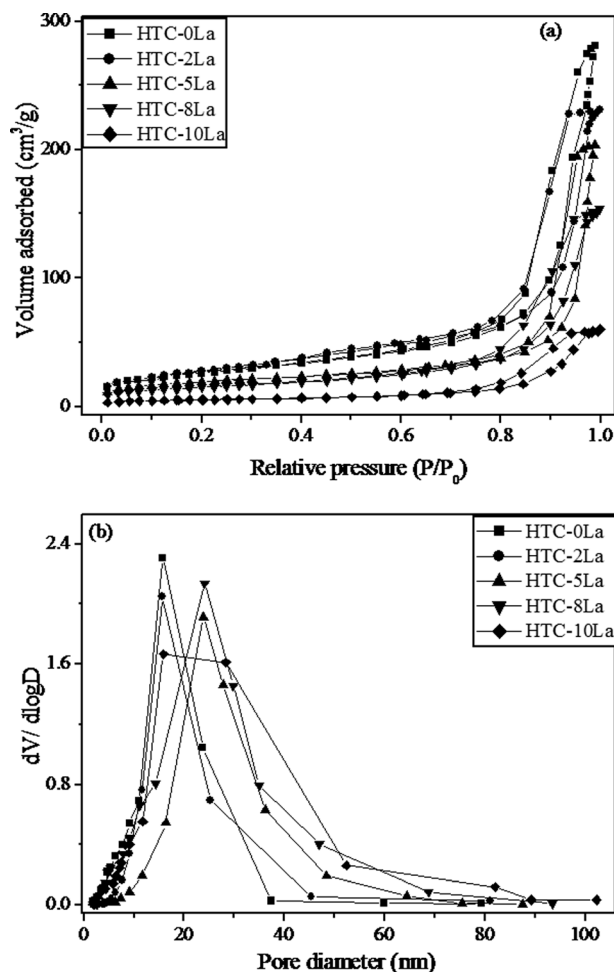 (a)
HTC-0La
HTC-2La
HTC-5La
HTC-8La
HTC-10La
Volume adsorbed (cm³/g)
300
200
100
0
0.0 0.2 0.4 0.6 0.8 1.0
Relative pressure (P/P₀)
(b)
HTC-0La
HTC-2La
HTC-5La
HTC-8La
HTC-10La
dV/ dlogD
2.4
1.6
0.8
0.0
0 20 40 60 80 100
Pore diameter (nm)